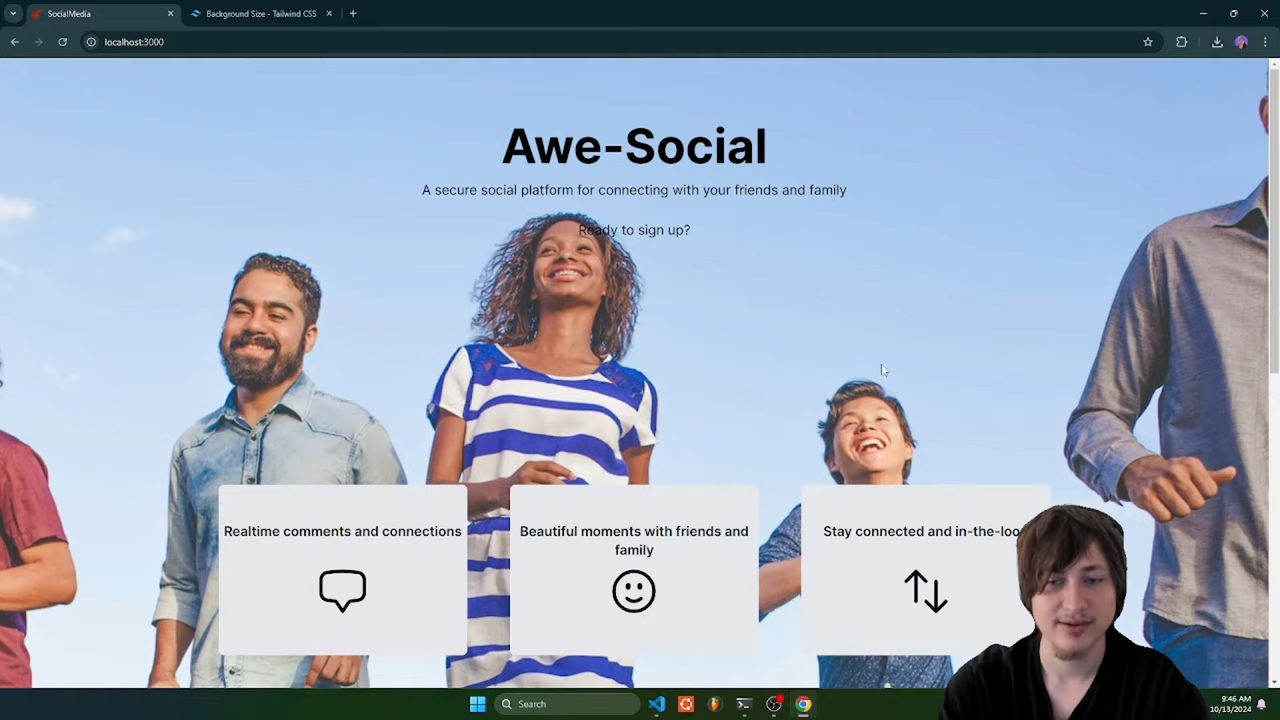 SocialMedia
Background Size - Tailwind CSS
localhost:3000
Awe-Social
A secure social platform for connecting with your friends and family
Ready to sign up?
Realtime comments and connections
Beautiful moments with friends and
family
Stay connected and in-the-loo
Search
9:46 AM
10/13/2024